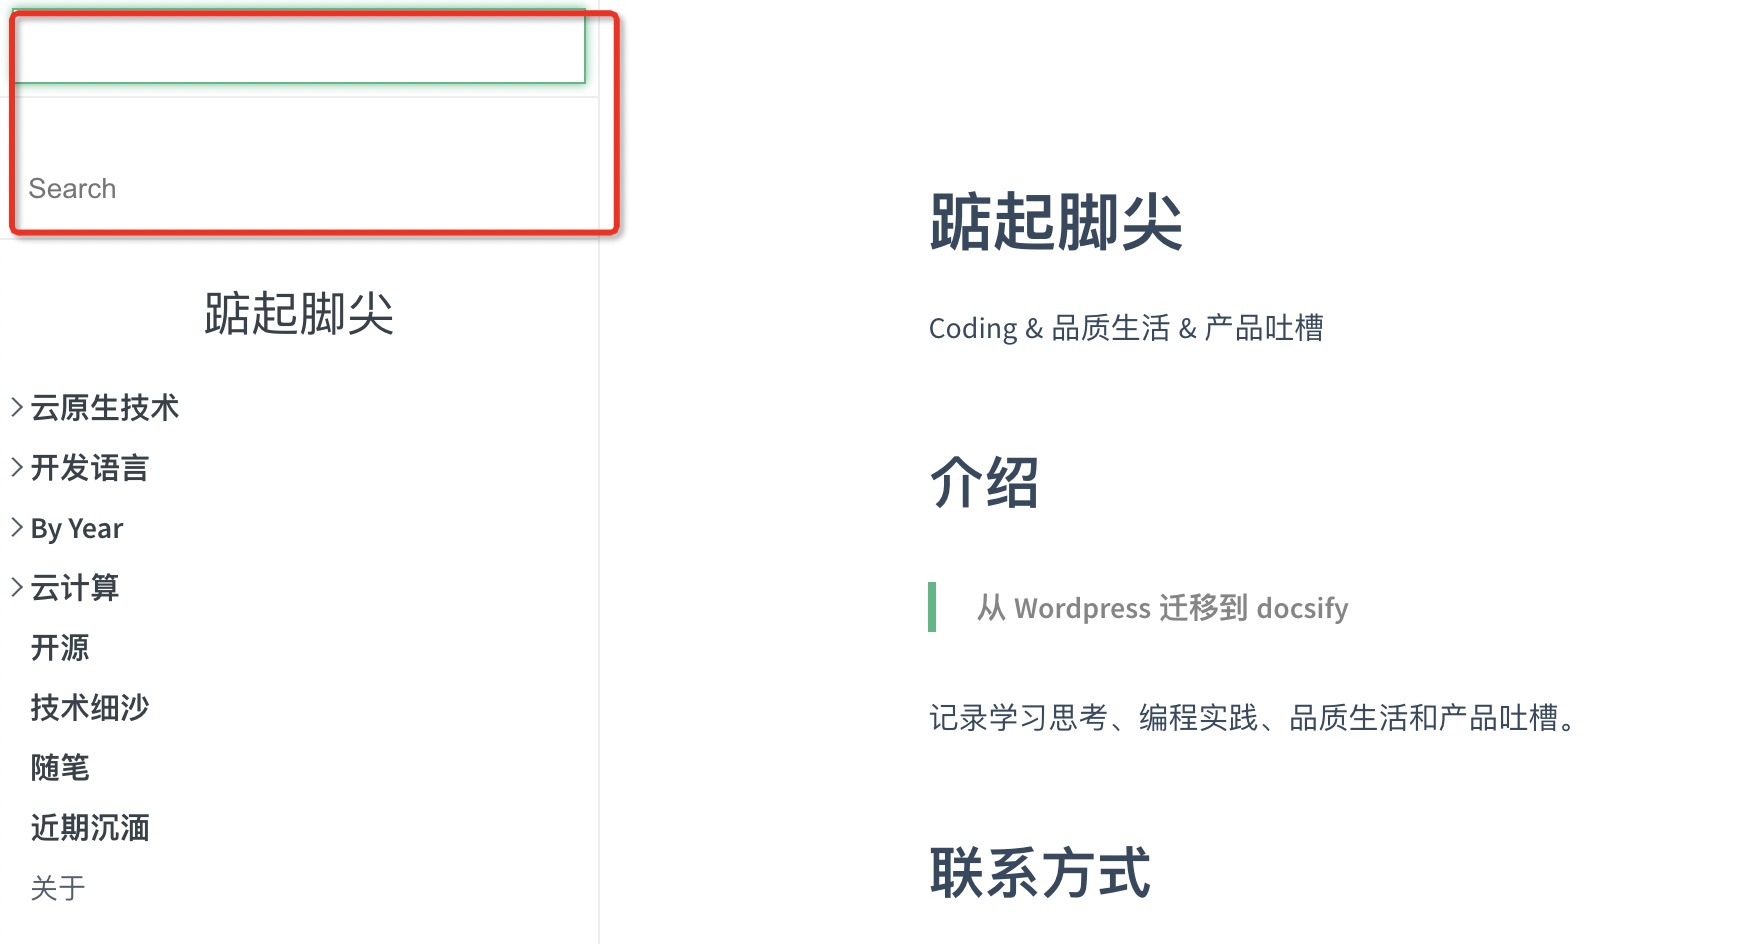 Search
踮起脚尖
云原生技术
开发语言
By Year
云计算
开源
技术细沙
随笔
近期沉湎
关于
踮起脚尖
Coding & 品质生活 & 产品吐槽
介绍
从 Wordpress 迁移到 docsify
记录学习思考、编程实践、品质生活和产品吐槽。
联系方式